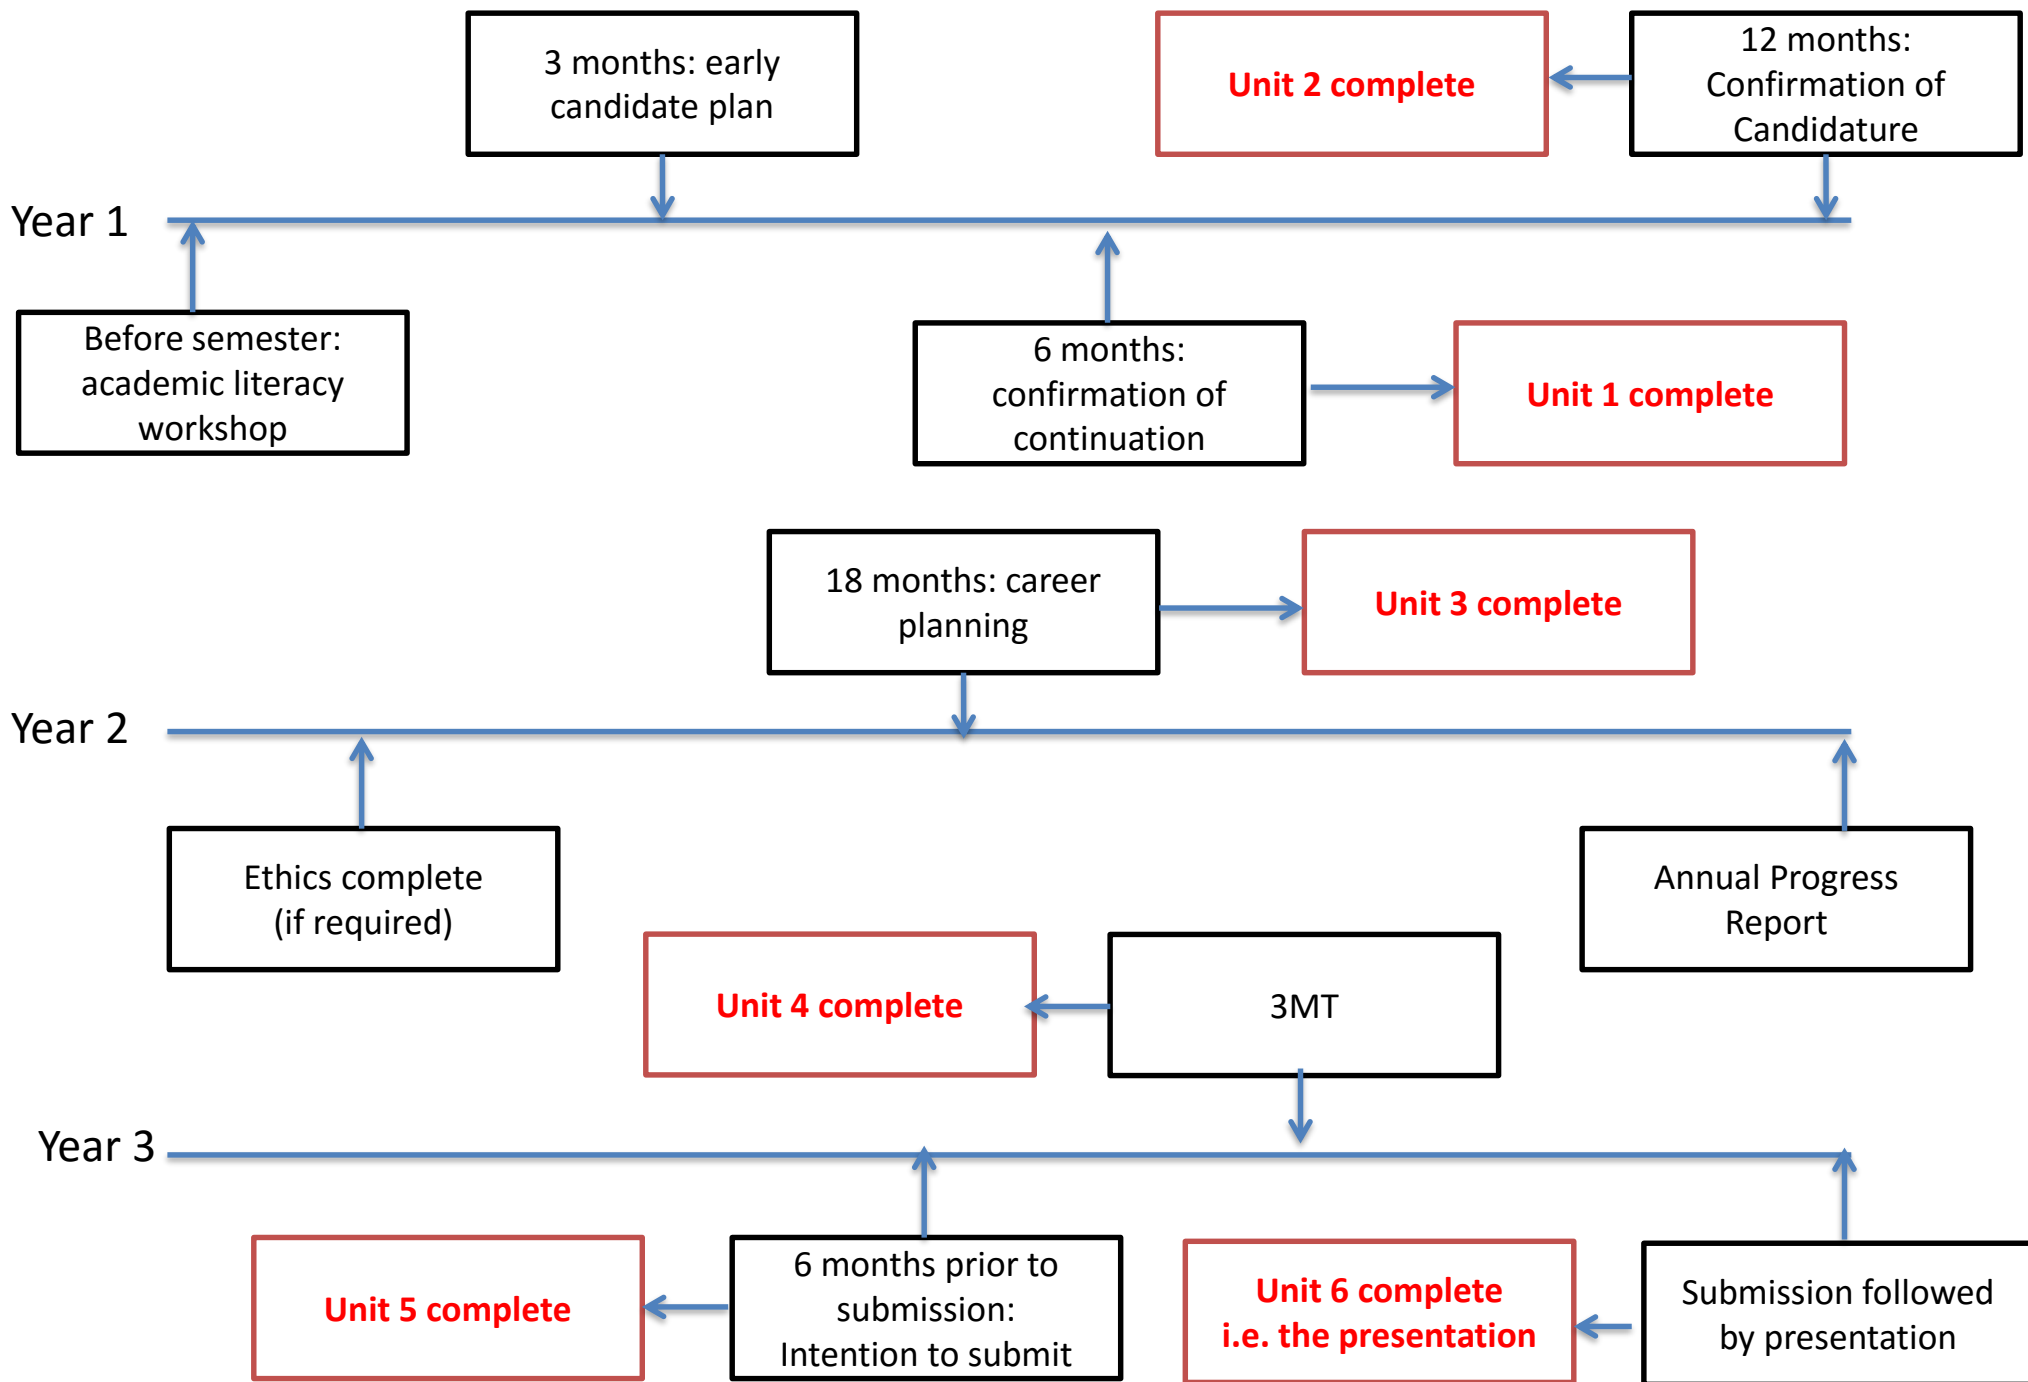 3 months: early
candidate plan
Unit 2 complete
12 months:
Confirmation of
Candidature
Year 1
Before semester:
academic literacy
workshop
6 months:
confirmation of
continuation
Unit 1 complete
18 months: career
planning
Unit 3 complete
Year 2
Ethics complete
(if required)
Annual Progress
Report
Unit 4 complete
3MT
Year 3
Unit 5 complete
6 months prior to
submission:
Intention to submit
Unit 6 complete
i.e. the presentation
Submission followed
by presentation